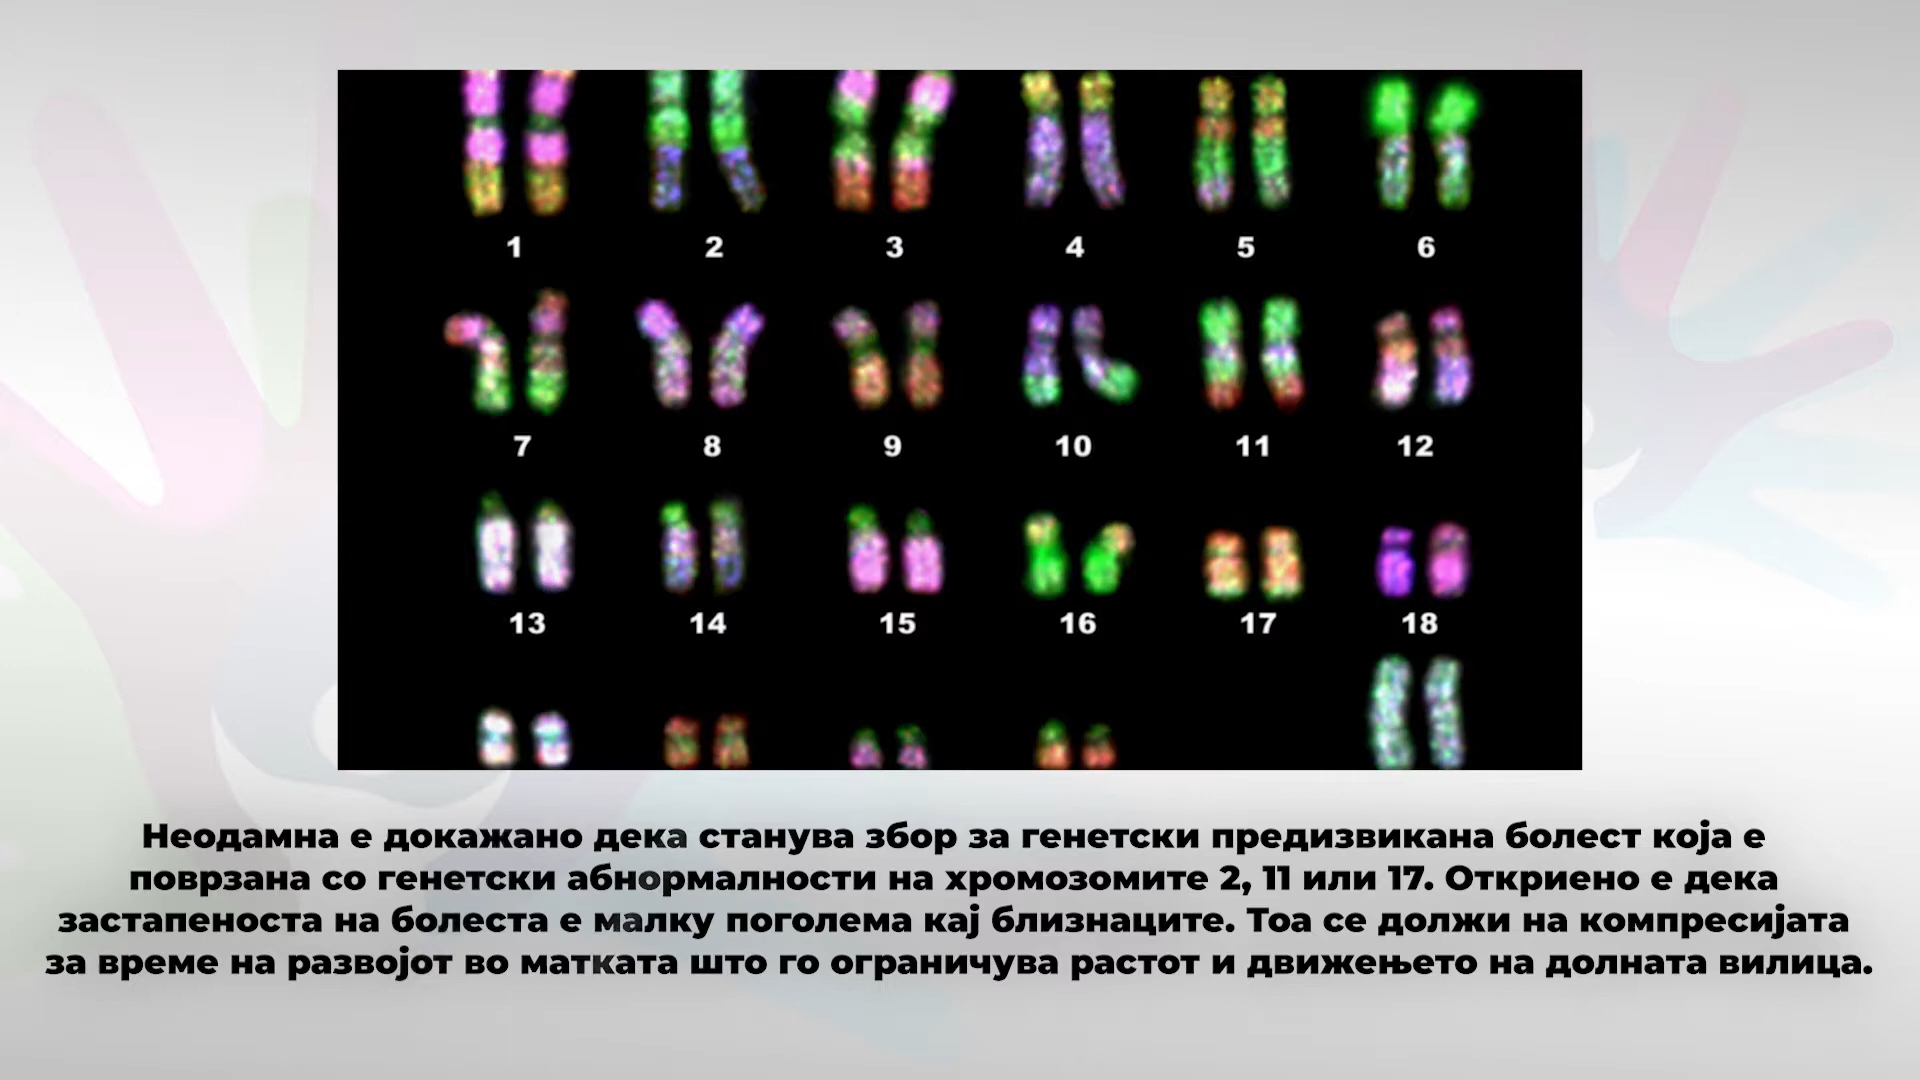 1 2 3 4 5 6
7 8 9 10 11 12
13 14 15 16 17 18
Неодамна е докажано дека станува збор за генетски предизвикана болест која е
поврзана со генетски абнормалности на хромозомите 2, 11 или 17. Откриено е дека
застапеноста на болеста е малку поголема кај близнаците. Тоа се должи на компресијата
за време на развојот во матката што го ограничува растот и движењето на долната вилица.